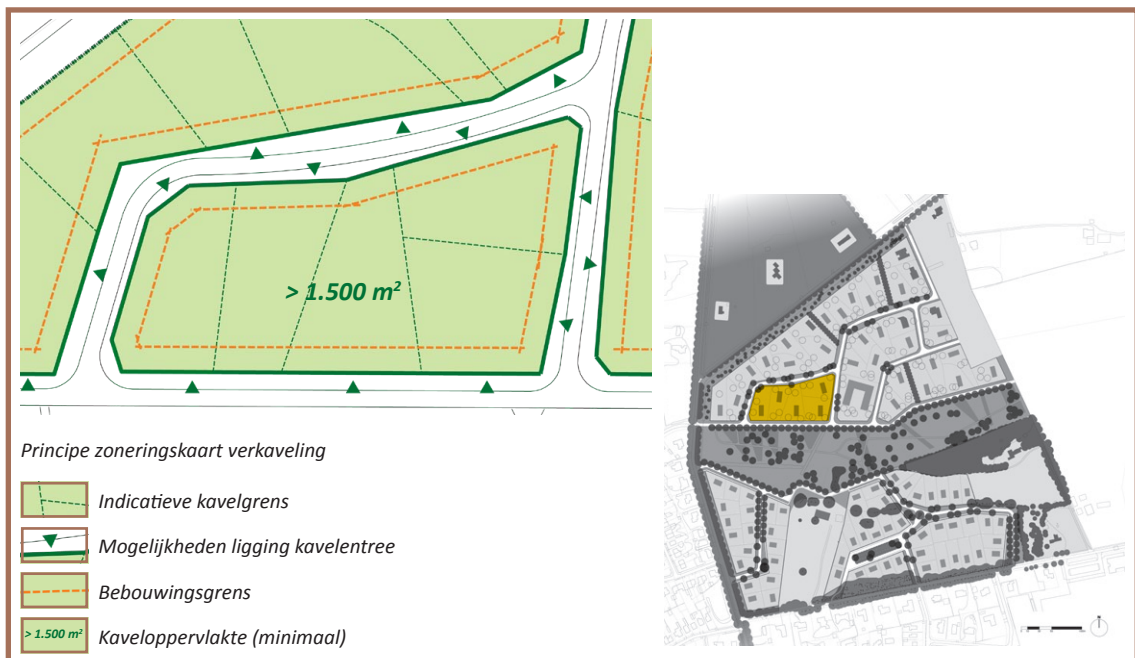 > 1.500 m²
Principe zoneringskaart verkaveling
Indicatieve kavelgrens
Mogelijkheden ligging kavelentree
Bebouwingsgrens
> 1.500 m²
Kaveloppervlakte (minimaal)